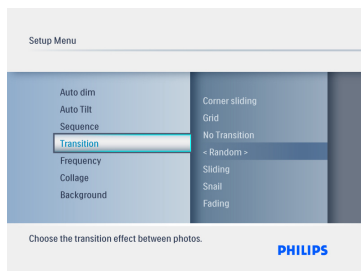 Setup Menu
Auto dim
Auto Tilt
Sequence
Transition
Frequency
Collage
Background
Corner sliding
Grid
No Transition
< Random >
Sliding
Snail
Fading
Choose the transition effect between photos.
PHILIPS